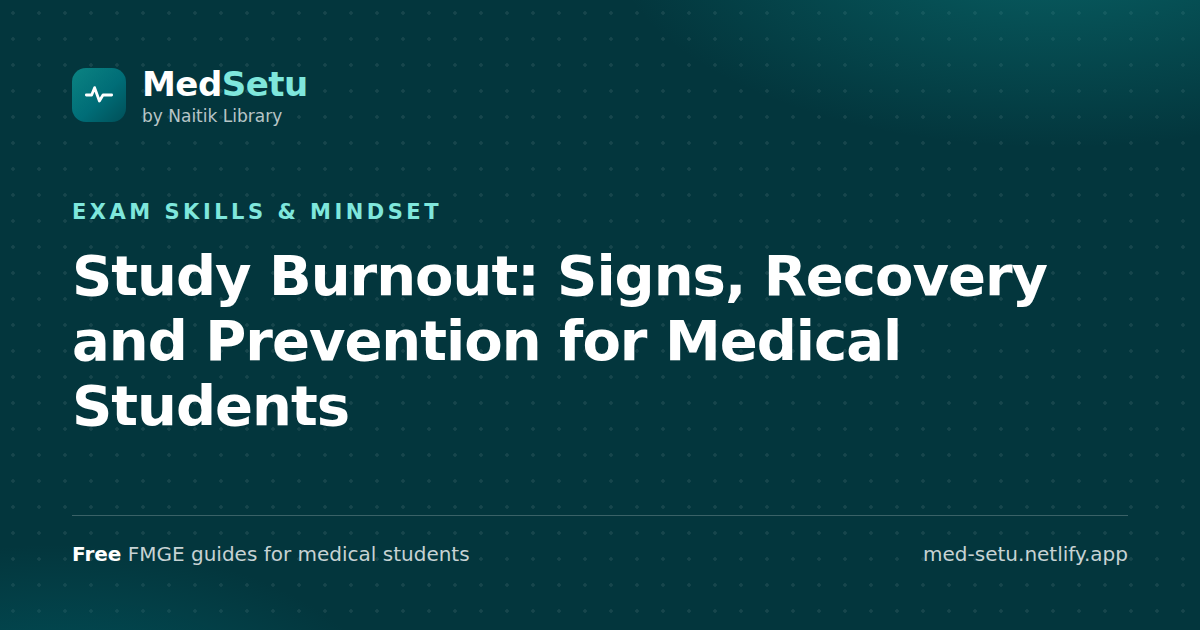 MedSetu
by Naitik Library
EXAM SKILLS & MINDSET
Study Burnout: Signs, Recovery
and Prevention for Medical
Students
Free FMGE guides for medical students
med-setu.netlify.app